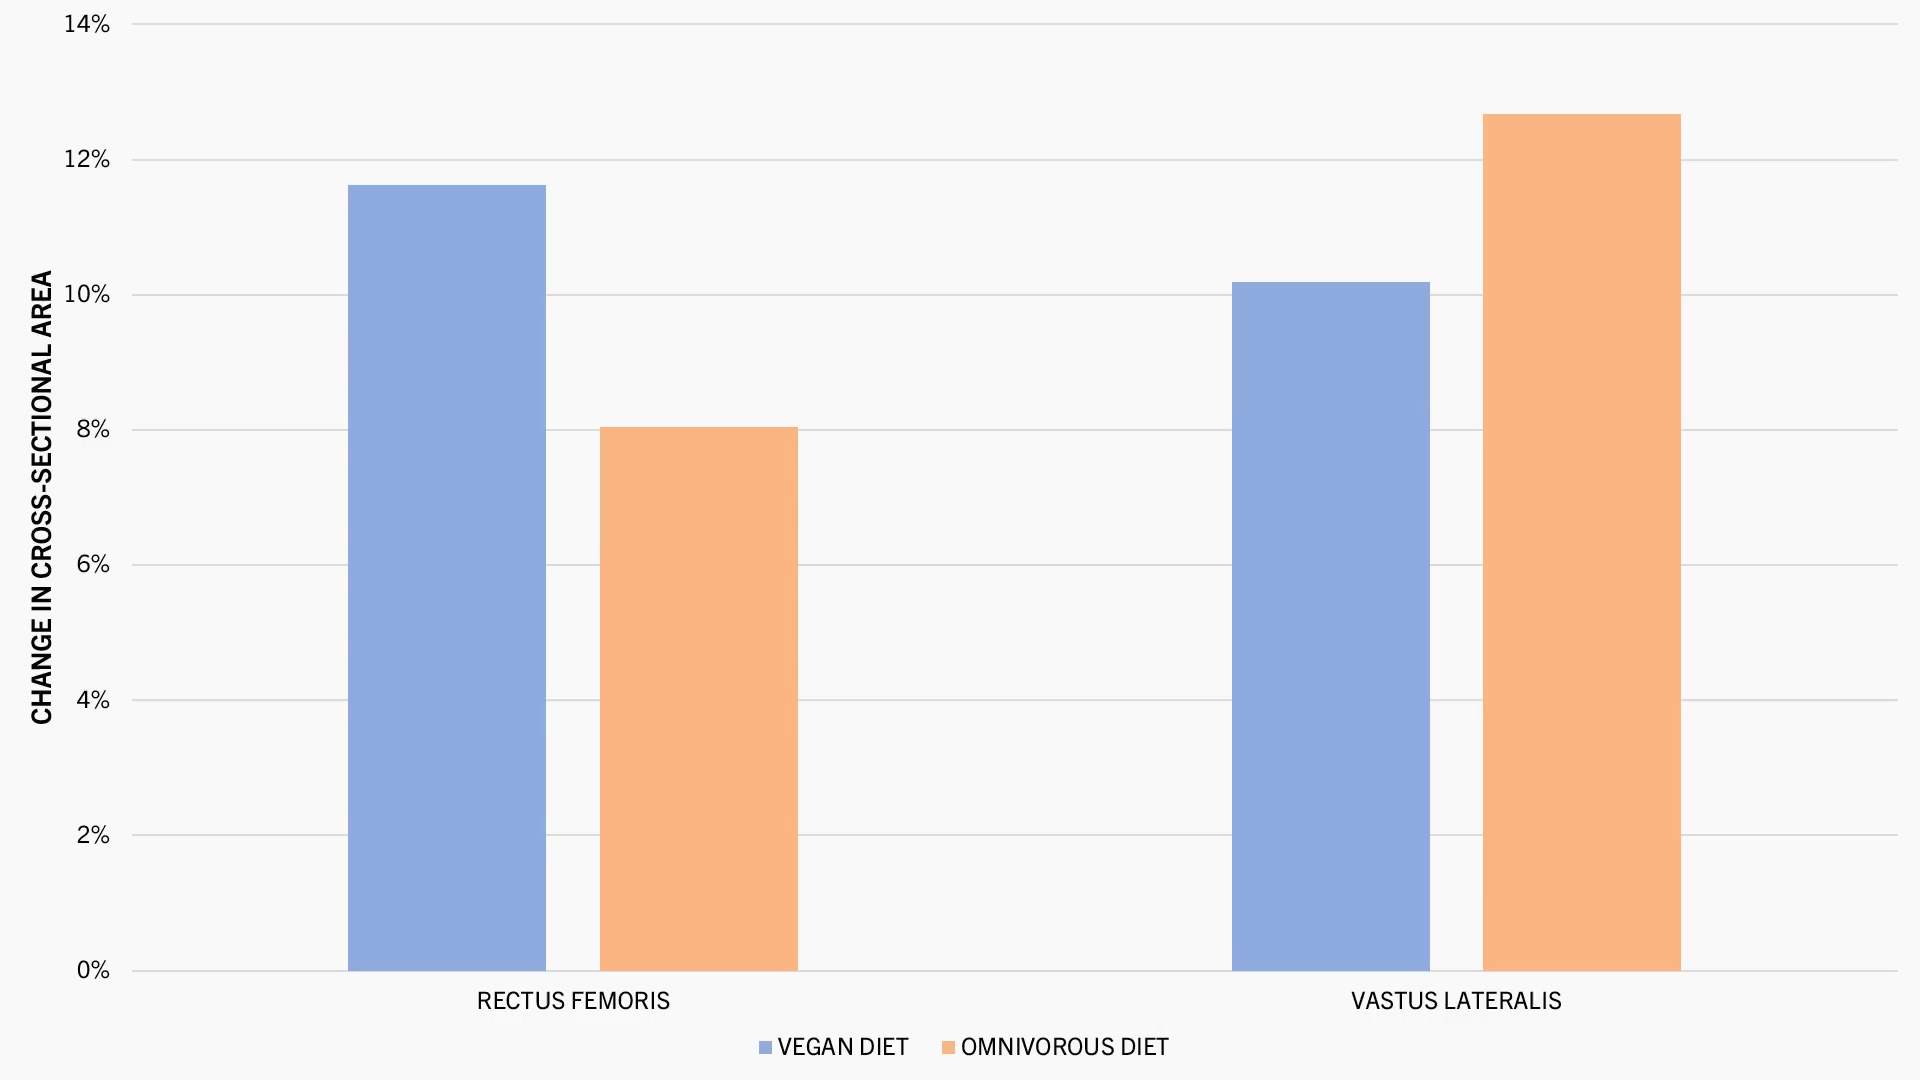 14%
12%
10%
8%
6%
4%
2%
0%
CHANGE IN CROSS-SECTIONAL AREA
RECTUS FEMORIS
VASTUS LATERALIS
VEGAN DIET
OMNIVOROUS DIET